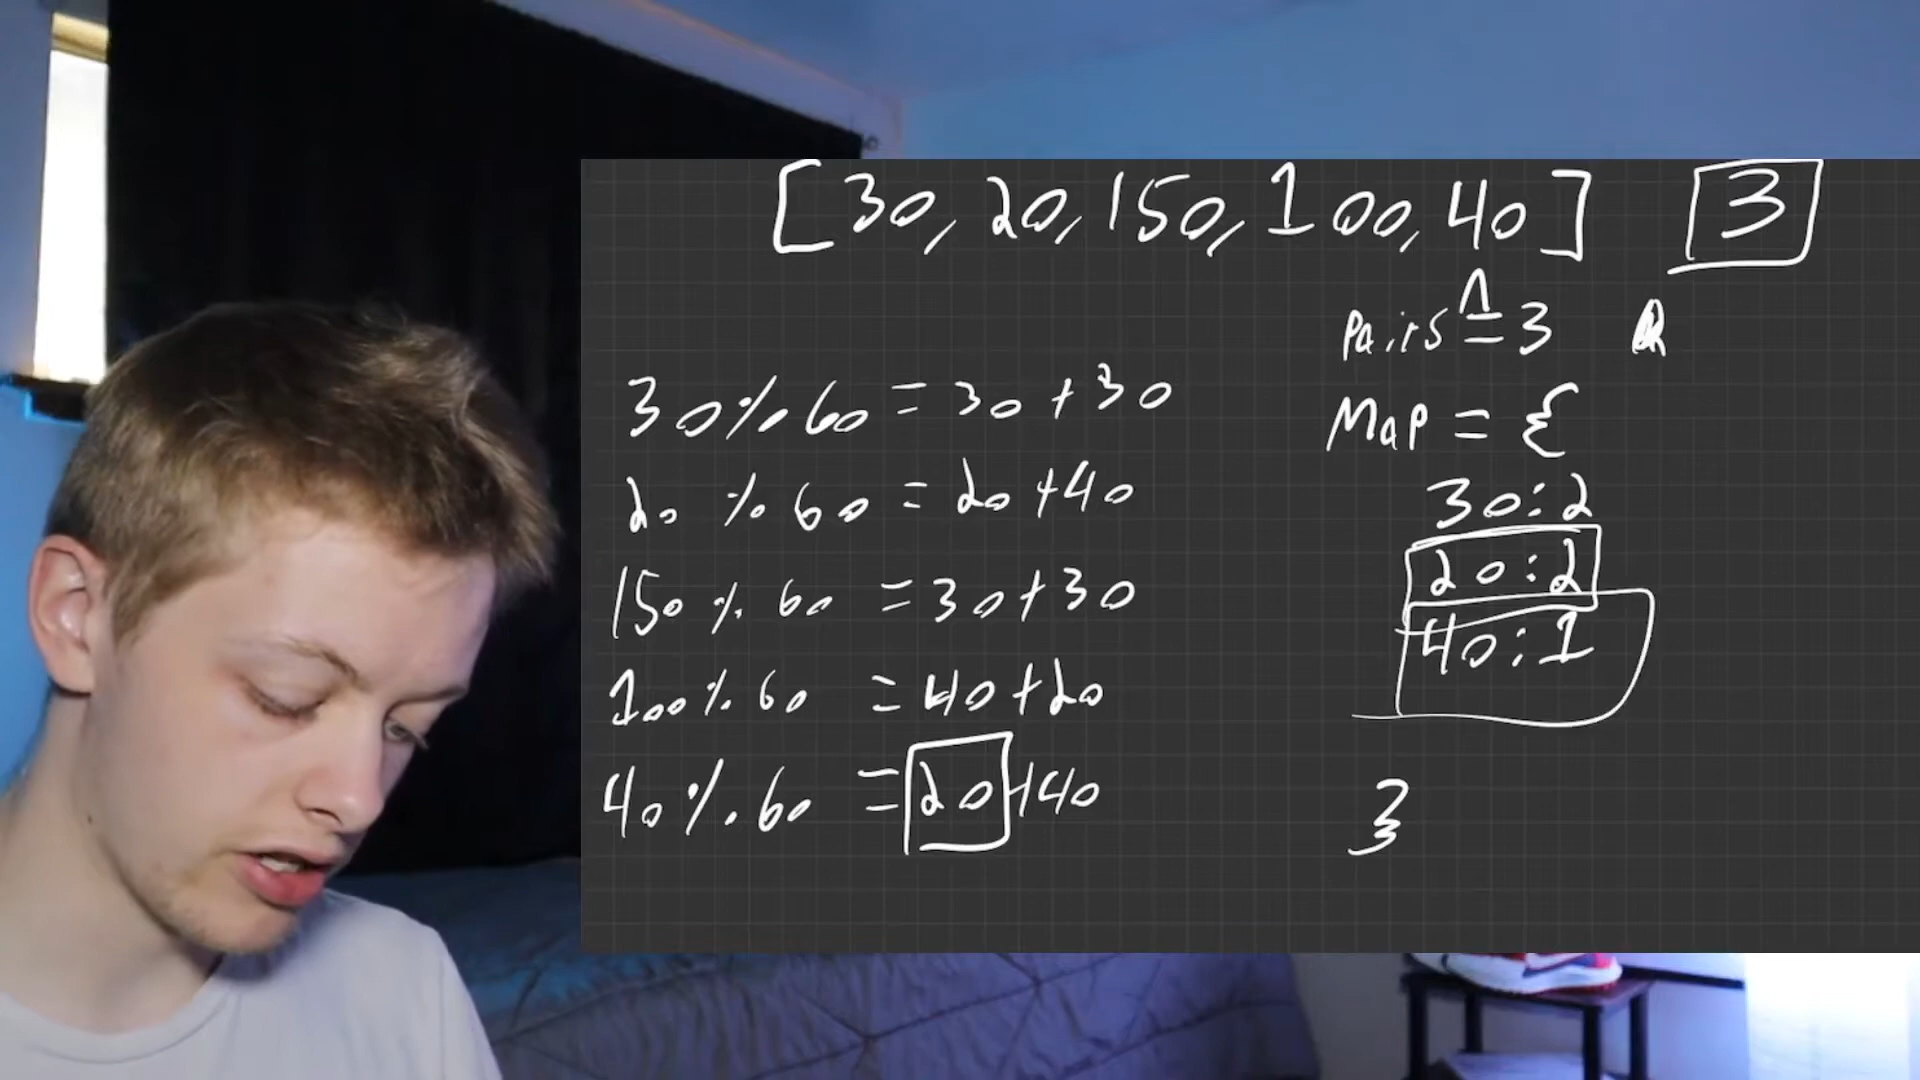 [30, 20, 150, 100, 40] 3
Pairs = 3
30 % 60 = 30 + 30
Map = {
20 % 60 = 20 + 40
30:2
20:2
150 % 60 = 30 + 30
40:1
100 % 60 = 40 + 20
40 % 60 = 20 + 40
}